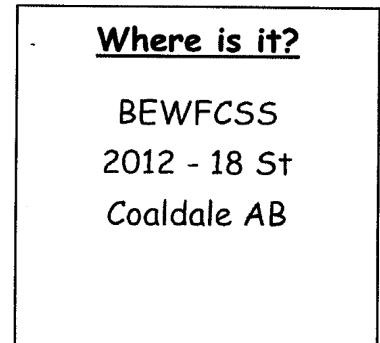 Where is it?
BEWFCSS
2012 - 18 St
Coaldale AB